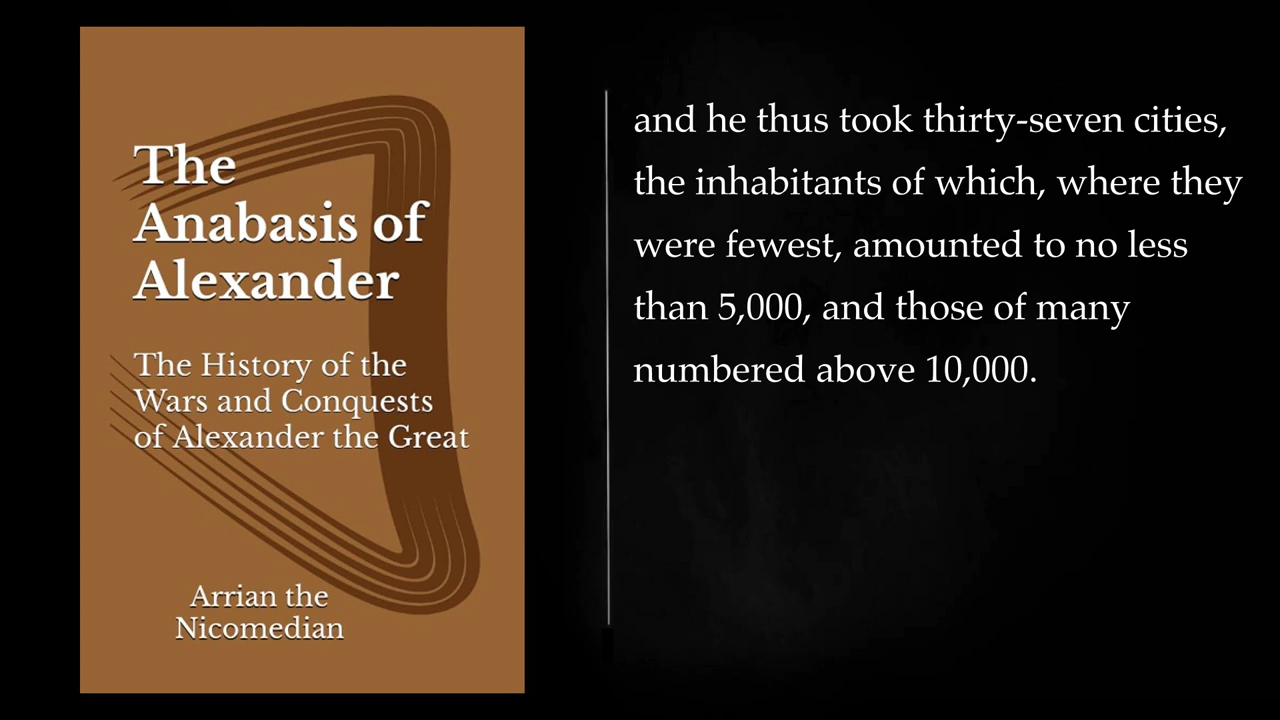 The
Anabasis of
Alexander
The History of the
Wars and Conquests
of Alexander the Great
Arrian the
Nicomedian
and he thus took thirty-seven cities,
the inhabitants of which, where they
were fewest, amounted to no less
than 5,000, and those of many
numbered above 10,000.